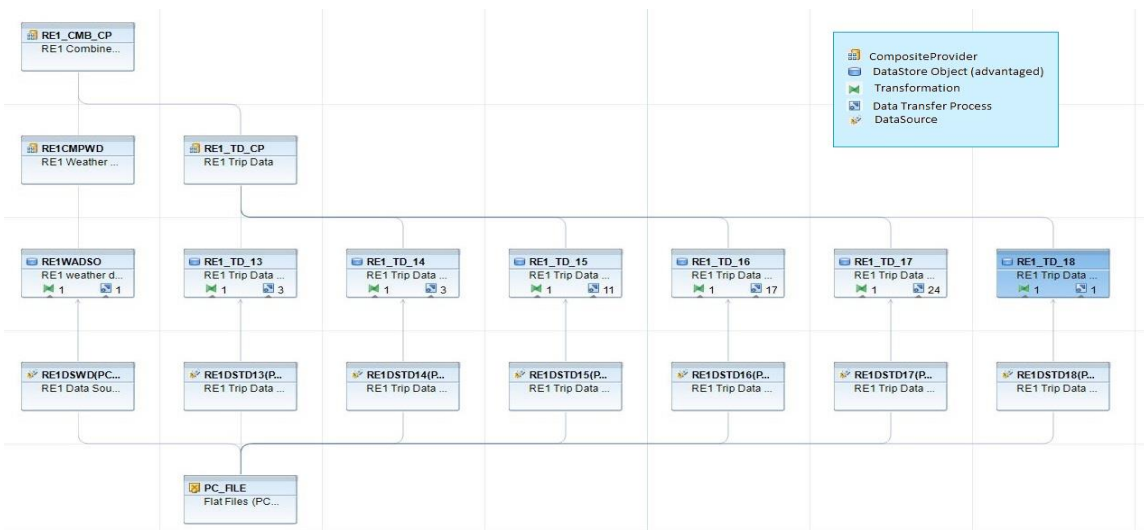 RE1_CMB_CP
RE1 Combine...
CompositeProvider
DataStore Object (advantaged)
Transformation
Data Transfer Process
DataSource
RE1CMPWD
RE1 Weather ...
RE1_TD_CP
RE1 Trip Data
RE1WADSO
RE1 weather d...
1 1
RE1_TD_13
RE1 Trip Data ...
1 3
RE1_TD_14
RE1 Trip Data ...
1 3
RE1_TD_15
RE1 Trip Data ...
1 11
RE1_TD_16
RE1 Trip Data ...
1 17
RE1_TD_17
RE1 Trip Data ...
1 24
RE1_TD_18
RE1 Trip Data ...
1 1
RE1DSWD(PC...
RE1 Data Sou...
RE1DSTD13(P...
RE1 Trip Data ...
RE1DSTD14(P...
RE1 Trip Data ...
RE1DSTD15(P...
RE1 Trip Data ...
RE1DSTD16(P...
RE1 Trip Data ...
RE1DSTD17(P...
RE1 Trip Data ...
RE1DSTD18(P...
RE1 Trip Data ...
PC_FILE
Flat Files (PC...